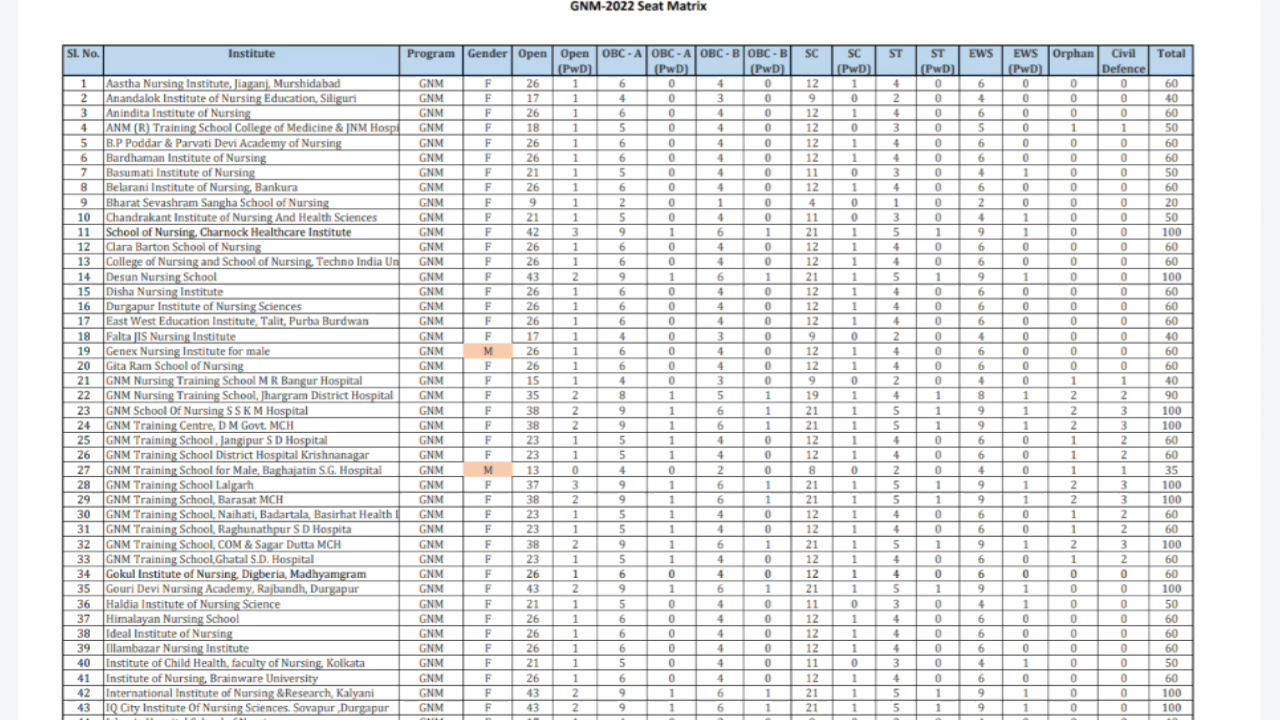 GNM-2022 Seat Matrix
Sl. No. Institute Program Gender Open Open (PwD) OBC - A OBC - A (PwD) OBC - B OBC - B (PwD) SC SC (PwD) ST ST (PwD) EWS EWS (PwD) Orphan Civil Defence Total
1 Aastha Nursing Institute, Jiaganj, Murshidabad GNM F 26 1 6 0 4 0 12 1 4 0 6 0 0 0 60
2 Anandalok Institute of Nursing Education, Siliguri GNM F 17 1 4 0 3 0 9 0 2 0 4 0 0 0 40
3 Anindita Institute of Nursing GNM F 26 1 6 0 4 0 12 1 4 0 6 0 0 0 60
4 ANM (R) Training School College of Medicine & JNM Hospi GNM F 18 1 5 0 4 0 12 0 3 0 5 0 1 1 50
5 B.P Poddar & Parvati Devi Academy of Nursing GNM F 26 1 6 0 4 0 12 1 4 0 6 0 0 0 60
6 Bardhaman Institute of Nursing GNM F 26 1 6 0 4 0 12 1 4 0 6 0 0 0 60
7 Basumati Institute of Nursing GNM F 21 1 5 0 4 0 11 0 3 0 4 1 0 0 50
8 Belarani Institute of Nursing, Bankura GNM F 26 1 6 0 4 0 12 1 4 0 6 0 0 0 60
9 Bharat Sevashram Sangha School of Nursing GNM F 9 1 2 0 1 0 4 0 1 0 2 0 0 0 20
10 Chandrakant Institute of Nursing And Health Sciences GNM F 21 1 5 0 4 0 11 0 3 0 4 1 0 0 50
11 School of Nursing, Charnock Healthcare Institute GNM F 42 3 9 1 6 1 21 1 5 1 9 1 0 0 100
12 Clara Barton School of Nursing GNM F 26 1 6 0 4 0 12 1 4 0 6 0 0 0 60
13 College of Nursing and School of Nursing, Techno India Un GNM F 26 1 6 0 4 0 12 1 4 0 6 0 0 0 60
14 Desun Nursing School GNM F 43 2 9 1 6 1 21 1 5 1 9 1 0 0 100
15 Disha Nursing Institute GNM F 26 1 6 0 4 0 12 1 4 0 6 0 0 0 60
16 Durgapur Institute of Nursing Sciences GNM F 26 1 6 0 4 0 12 1 4 0 6 0 0 0 60
17 East West Education Institute, Talit, Purba Burdwan GNM F 26 1 6 0 4 0 12 1 4 0 6 0 0 0 60
18 Falta JIS Nursing Institute GNM F 17 1 4 0 3 0 9 0 2 0 4 0 0 0 40
19 Genex Nursing Institute for male GNM M 26 1 6 0 4 0 12 1 4 0 6 0 0 0 60
20 Gita Ram School of Nursing GNM F 26 1 6 0 4 0 12 1 4 0 6 0 0 0 60
21 GNM Nursing Training School M R Bangur Hospital GNM F 15 1 4 0 3 0 9 0 2 0 4 0 1 1 40
22 GNM Nursing Training School, Jhargram District Hospital GNM F 35 2 8 1 5 1 19 1 4 1 8 1 2 2 90
23 GNM School Of Nursing S S K M Hospital GNM F 38 2 9 1 6 1 21 1 5 1 9 1 2 3 100
24 GNM Training Centre, D M Govt. MCH GNM F 38 2 9 1 6 1 21 1 5 1 9 1 2 3 100
25 GNM Training School , Jangipur S D Hospital GNM F 23 1 5 1 4 0 12 1 4 0 6 0 1 2 60
26 GNM Training School District Hospital Krishnanagar GNM F 23 1 5 1 4 0 12 1 4 0 6 0 1 2 60
27 GNM Training School for Male, Baghajatin S.G. Hospital GNM M 13 0 4 0 2 0 8 0 2 0 4 0 1 1 35
28 GNM Training School Lalgarh GNM F 37 3 9 1 6 1 21 1 5 1 9 1 2 3 100
29 GNM Training School, Barasat MCH GNM F 38 2 9 1 6 1 21 1 5 1 9 1 2 3 100
30 GNM Training School, Naihati, Badartala, Basirhat Health GNM F 23 1 5 1 4 0 12 1 4 0 6 0 1 2 60
31 GNM Training School, Raghunathpur S D Hospita GNM F 23 1 5 1 4 0 12 1 4 0 6 0 1 2 60
32 GNM Training School, COM & Sagar Dutta MCH GNM F 38 2 9 1 6 1 21 1 5 1 9 1 2 3 100
33 GNM Training School,Ghatal S.D. Hospital GNM F 23 1 5 1 4 0 12 1 4 0 6 0 1 2 60
34 Gokul Institute of Nursing, Digberia, Madhyamgram GNM F 26 1 6 0 4 0 12 1 4 0 6 0 0 0 60
35 Gouri Devi Nursing Academy, Rajbandh, Durgapur GNM F 43 2 9 1 6 1 21 1 5 1 9 1 0 0 100
36 Haldia Institute of Nursing Science GNM F 21 1 5 0 4 0 11 0 3 0 4 1 0 0 50
37 Himalayan Nursing School GNM F 26 1 6 0 4 0 12 1 4 0 6 0 0 0 60
38 Ideal Institute of Nursing GNM F 26 1 6 0 4 0 12 1 4 0 6 0 0 0 60
39 Illambazar Nursing Institute GNM F 26 1 6 0 4 0 12 1 4 0 6 0 0 0 60
40 Institute of Child Health, faculty of Nursing, Kolkata GNM F 21 1 5 0 4 0 11 0 3 0 4 1 0 0 50
41 Institute of Nursing, Brainware University GNM F 26 1 6 0 4 0 12 1 4 0 6 0 0 0 60
42 International Institute of Nursing &Research, Kalyani GNM F 43 2 9 1 6 1 21 1 5 1 9 1 0 0 100
43 IQ City Institute Of Nursing Sciences. Sovapur ,Durgapur GNM F 43 2 9 1 6 1 21 1 5 1 9 1 0 0 100